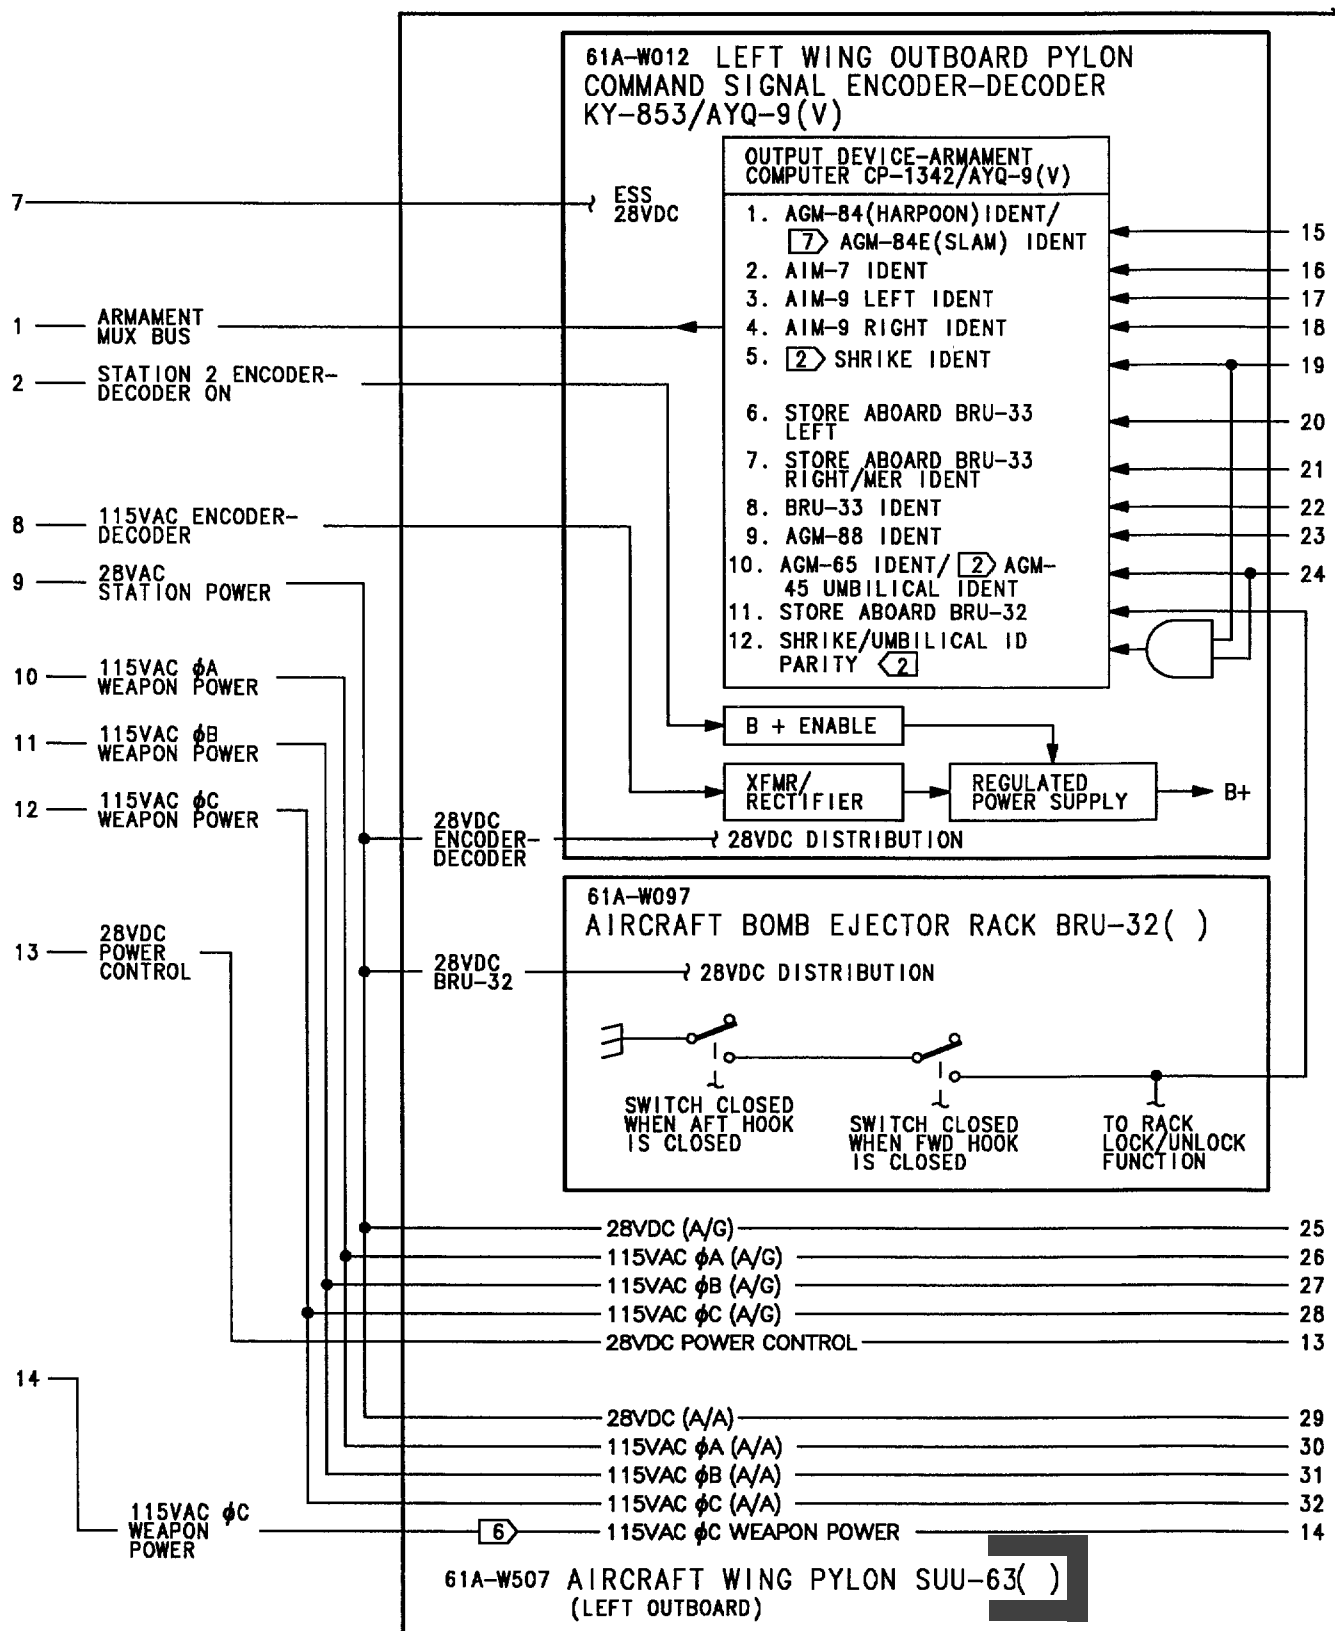 61A-W012 LEFT WING OUTBOARD PYLON
COMMAND SIGNAL ENCODER-DECODER
KY-853/AYQ-9(V)
OUTPUT DEVICE-ARMAMENT
COMPUTER CP-1342/AYQ-9(V)
7
ESS
28VDC
1. AGM-84(HARPOON)IDENT/
7 AGM-84E(SLAM) IDENT
15
2. AIM-7 IDENT
16
3. AIM-9 LEFT IDENT
17
1
ARMAMENT
MUX BUS
4. AIM-9 RIGHT IDENT
18
5. 2 SHRIKE IDENT
19
2
STATION 2 ENCODER-
DECODER ON
6. STORE ABOARD BRU-33
LEFT
20
7. STORE ABOARD BRU-33
RIGHT/MER IDENT
21
8. BRU-33 IDENT
22
8
115VAC ENCODER-
DECODER
9. AGM-88 IDENT
23
9
28VAC
STATION POWER
10. AGM-65 IDENT/ 2 AGM-
45 UMBILICAL IDENT
24
11. STORE ABOARD BRU-32
12. SHRIKE/UMBILICAL ID
PARITY 2
10
115VAC ϕA
WEAPON POWER
11
115VAC ϕB
WEAPON POWER
B + ENABLE
12
115VAC ϕC
WEAPON POWER
XFMR/
RECTIFIER
REGULATED
POWER SUPPLY
B+
28VDC
ENCODER-
DECODER
28VDC DISTRIBUTION
61A-W097
AIRCRAFT BOMB EJECTOR RACK BRU-32( )
13
28VDC
POWER
CONTROL
28VDC
BRU-32
28VDC DISTRIBUTION
SWITCH CLOSED
WHEN AFT HOOK
IS CLOSED
SWITCH CLOSED
WHEN FWD HOOK
IS CLOSED
TO RACK
LOCK/UNLOCK
FUNCTION
28VDC (A/G)
25
115VAC ϕA (A/G)
26
115VAC ϕB (A/G)
27
115VAC ϕC (A/G)
28
28VDC POWER CONTROL
13
14
28VDC (A/A)
29
115VAC ϕA (A/A)
30
115VAC ϕB (A/A)
31
115VAC ϕC (A/A)
32
115VAC ϕC
WEAPON
POWER
6
115VAC ϕC WEAPON POWER
14
61A-W507 AIRCRAFT WING PYLON SUU-63( )
(LEFT OUTBOARD)